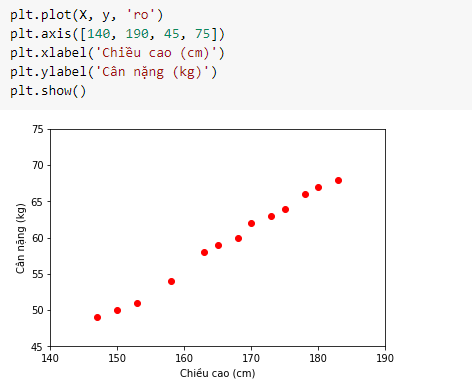 plt.plot(X, y, 'ro')
plt.axis([140, 190, 45, 75])
plt.xlabel('Chiều cao (cm)')
plt.ylabel('Cân nặng (kg)')
plt.show()
75
70
65
60
55
50
45
Cân nặng (kg)
140 150 160 170 180 190
Chiều cao (cm)